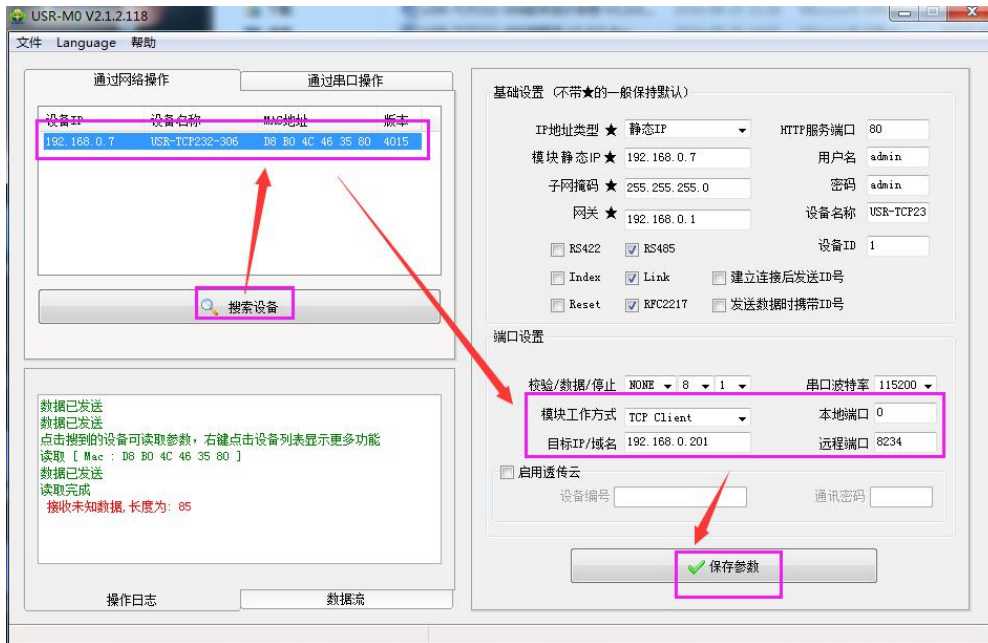 USR-M0 V2.1.2.118
文件 Language 帮助
通过网络操作 通过串口操作
设备IP 设备名称 MAC地址 版本
192.168.0.7 USR-TCP232-306 D8 B0 4C 46 35 80 4015
搜索设备
数据已发送
数据已发送
点击搜到的设备可读取参数，右键点击设备列表显示更多功能
读取 [ Mac : D8 B0 4C 46 35 80 ]
数据已发送
读取完成
接收未知数据,长度为: 85
操作日志 数据流
基础设置 (不带★的一般保持默认)
IP地址类型 ★ 静态IP HTTP服务端口 80
模块静态IP ★ 192.168.0.7 用户名 admin
子网掩码 ★ 255.255.255.0 密码 admin
网关 ★ 192.168.0.1 设备名称 USR-TCP23
RS422 RS485 设备ID 1
Index Link 建立连接后发送ID号
Reset RFC2217 发送数据时携带ID号
端口设置
校验/数据/停止 NONE 8 1 串口波特率 115200
模块工作方式 TCP Client 本地端口 0
目标IP/域名 192.168.0.201 远程端口 8234
启用透传云
设备编号 通讯密码
保存参数